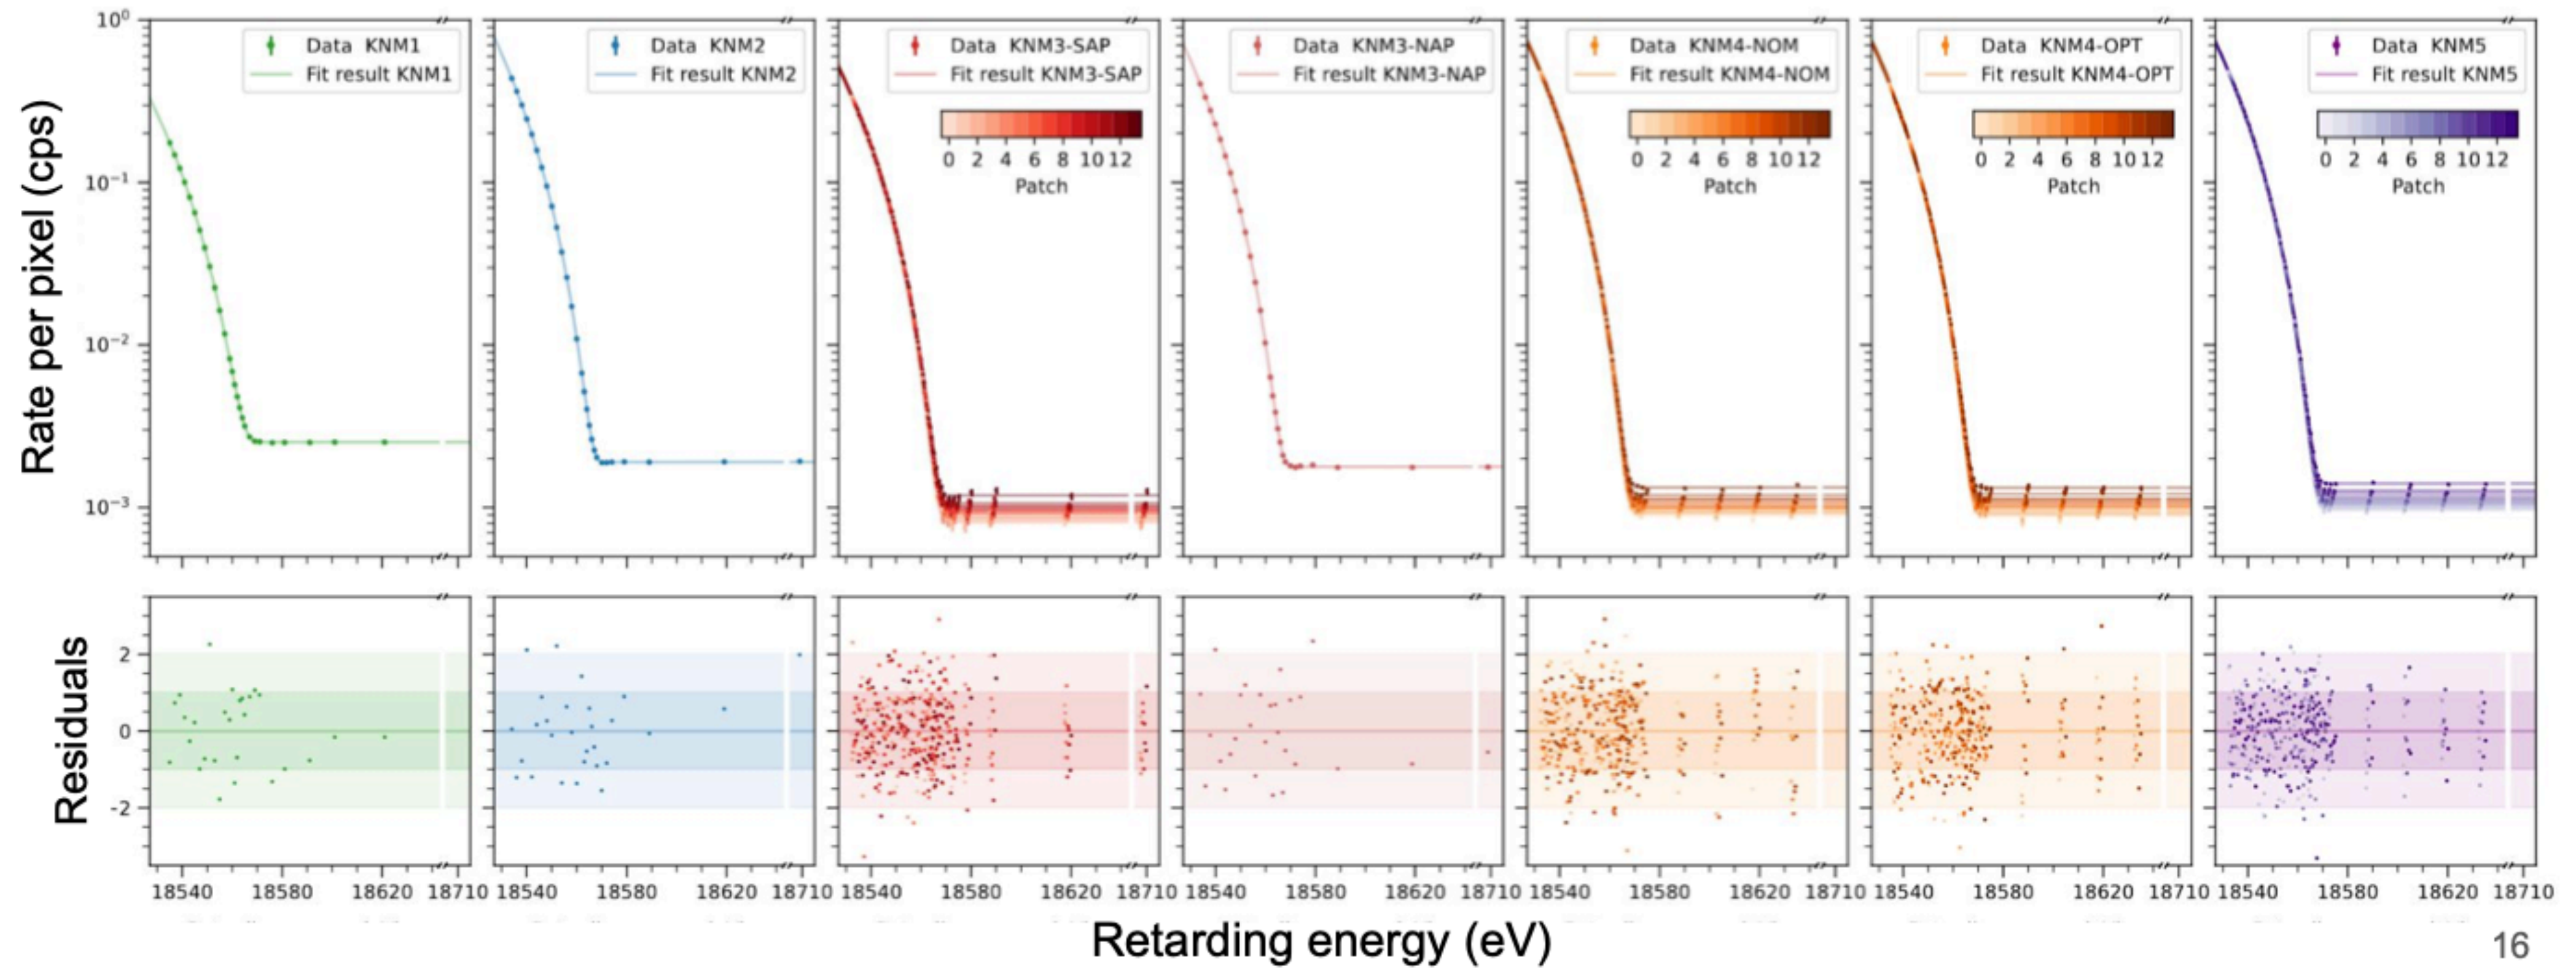 Data KNM1
Fit result KNM1
Data KNM2
Fit result KNM2
Data KNM3-SAP
Fit result KNM3-SAP
0 2 4 6 8 10 12
Patch
Data KNM3-NAP
Fit result KNM3-NAP
Data KNM4-NOM
Fit result KNM4-NOM
0 2 4 6 8 10 12
Patch
Data KNM4-OPT
Fit result KNM4-OPT
0 2 4 6 8 10 12
Patch
Data KNM5
Fit result KNM5
0 2 4 6 8 10 12
Patch
Rate per pixel (cps)
10⁰
10⁻¹
10⁻²
10⁻³
Residuals
2
0
-2
18540 18580 18620 18710 18540 18580 18620 18710 18540 18580 18620 18710 18540 18580 18620 18710 18540 18580 18620 18710 18540 18580 18620 18710 18540 18580 18620 18710
Retarding energy (eV)
16